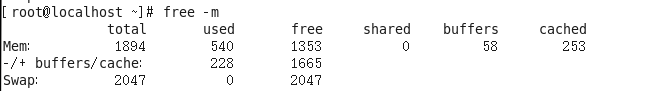 [ root@localhost ~]# free -m
total used free shared buffers cached
Mem: 1894 540 1353 0 58 253
-/+ buffers/cache: 228 1665
Swap: 2047 0 2047